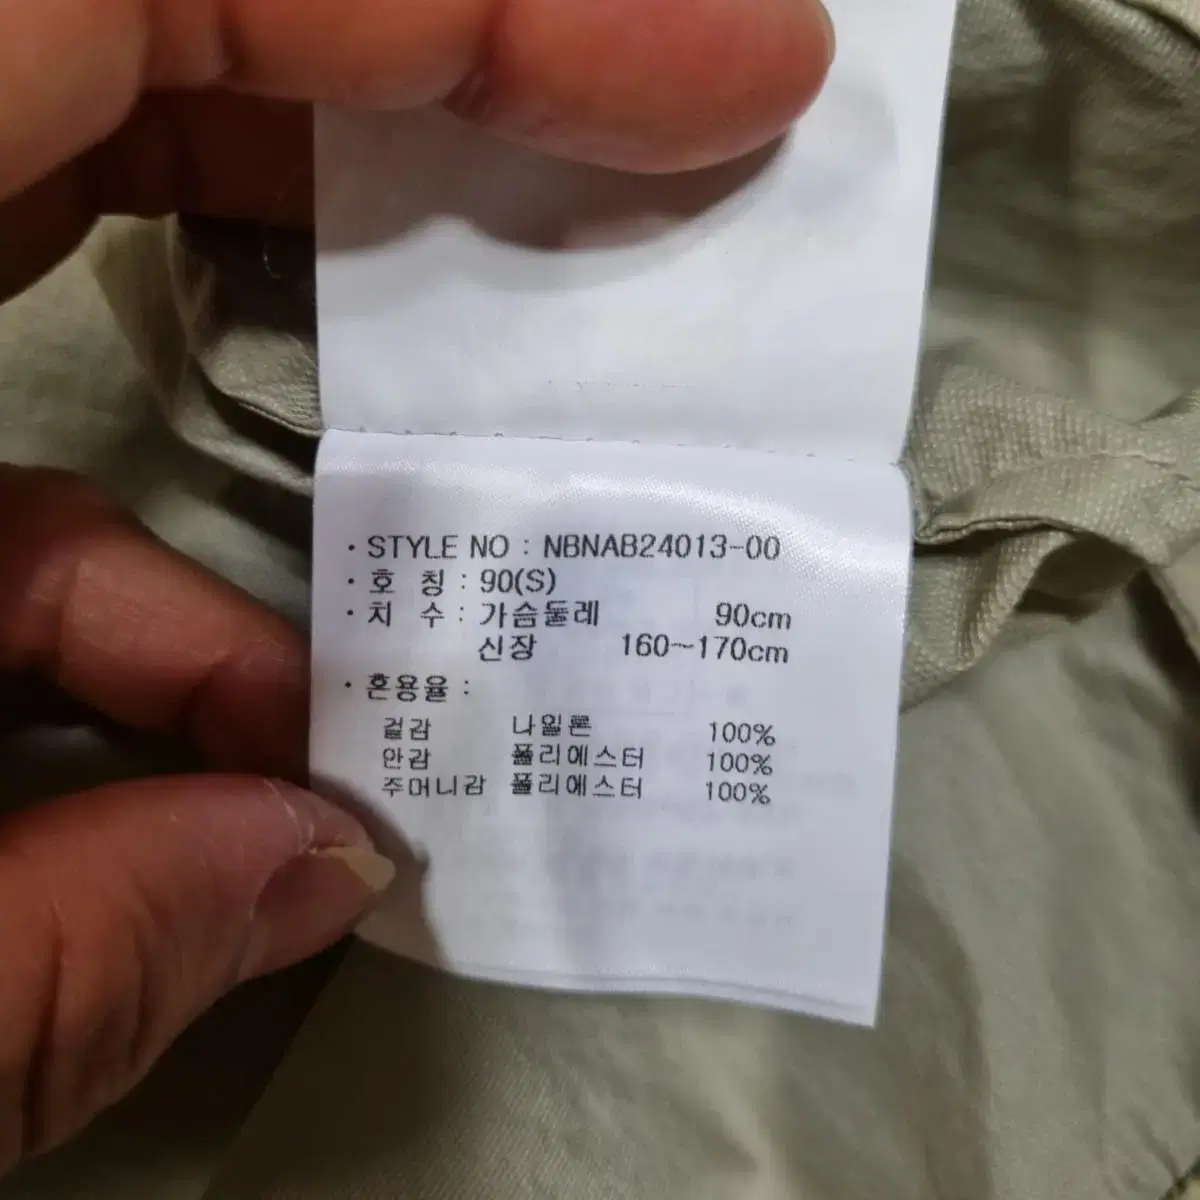 · STYLE NO : NBNAB24013-00
· 호 칭 : 90(S)
· 치 수 : 가슴둘레 90cm
신장 160~170cm
· 혼용율 :
겉감 나일론 100%
안감 폴리에스터 100%
주머니감 폴리에스터 100%